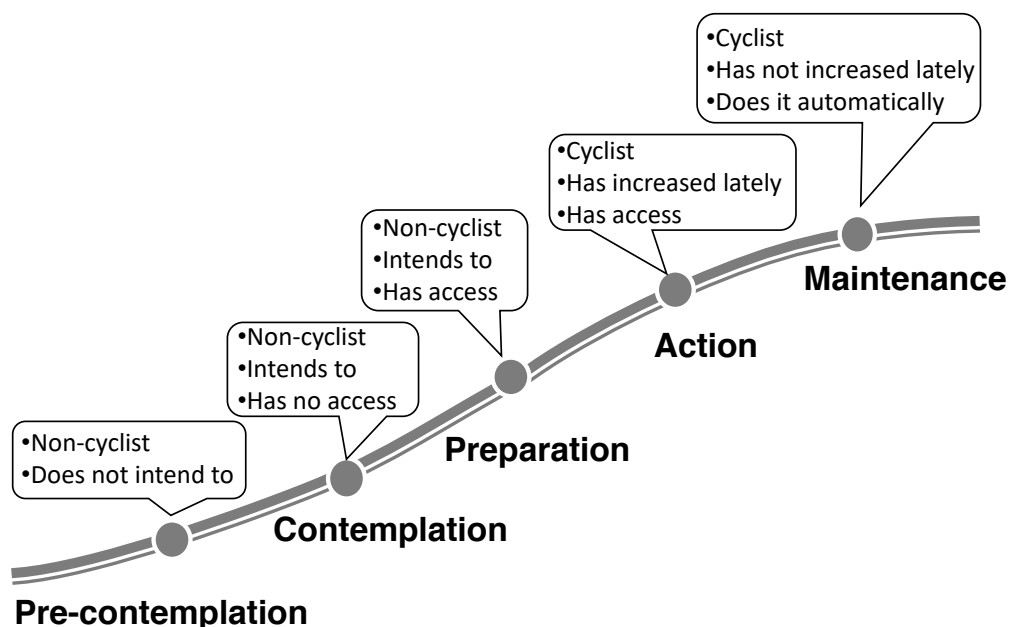 •Cyclist
•Has not increased lately
•Does it automatically
•Cyclist
•Has increased lately
•Has access
•Non-cyclist
•Intends to
•Has access
Maintenance
•Non-cyclist
•Intends to
•Has no access
Action
•Non-cyclist
•Does not intend to
Preparation
Contemplation
Pre-contemplation